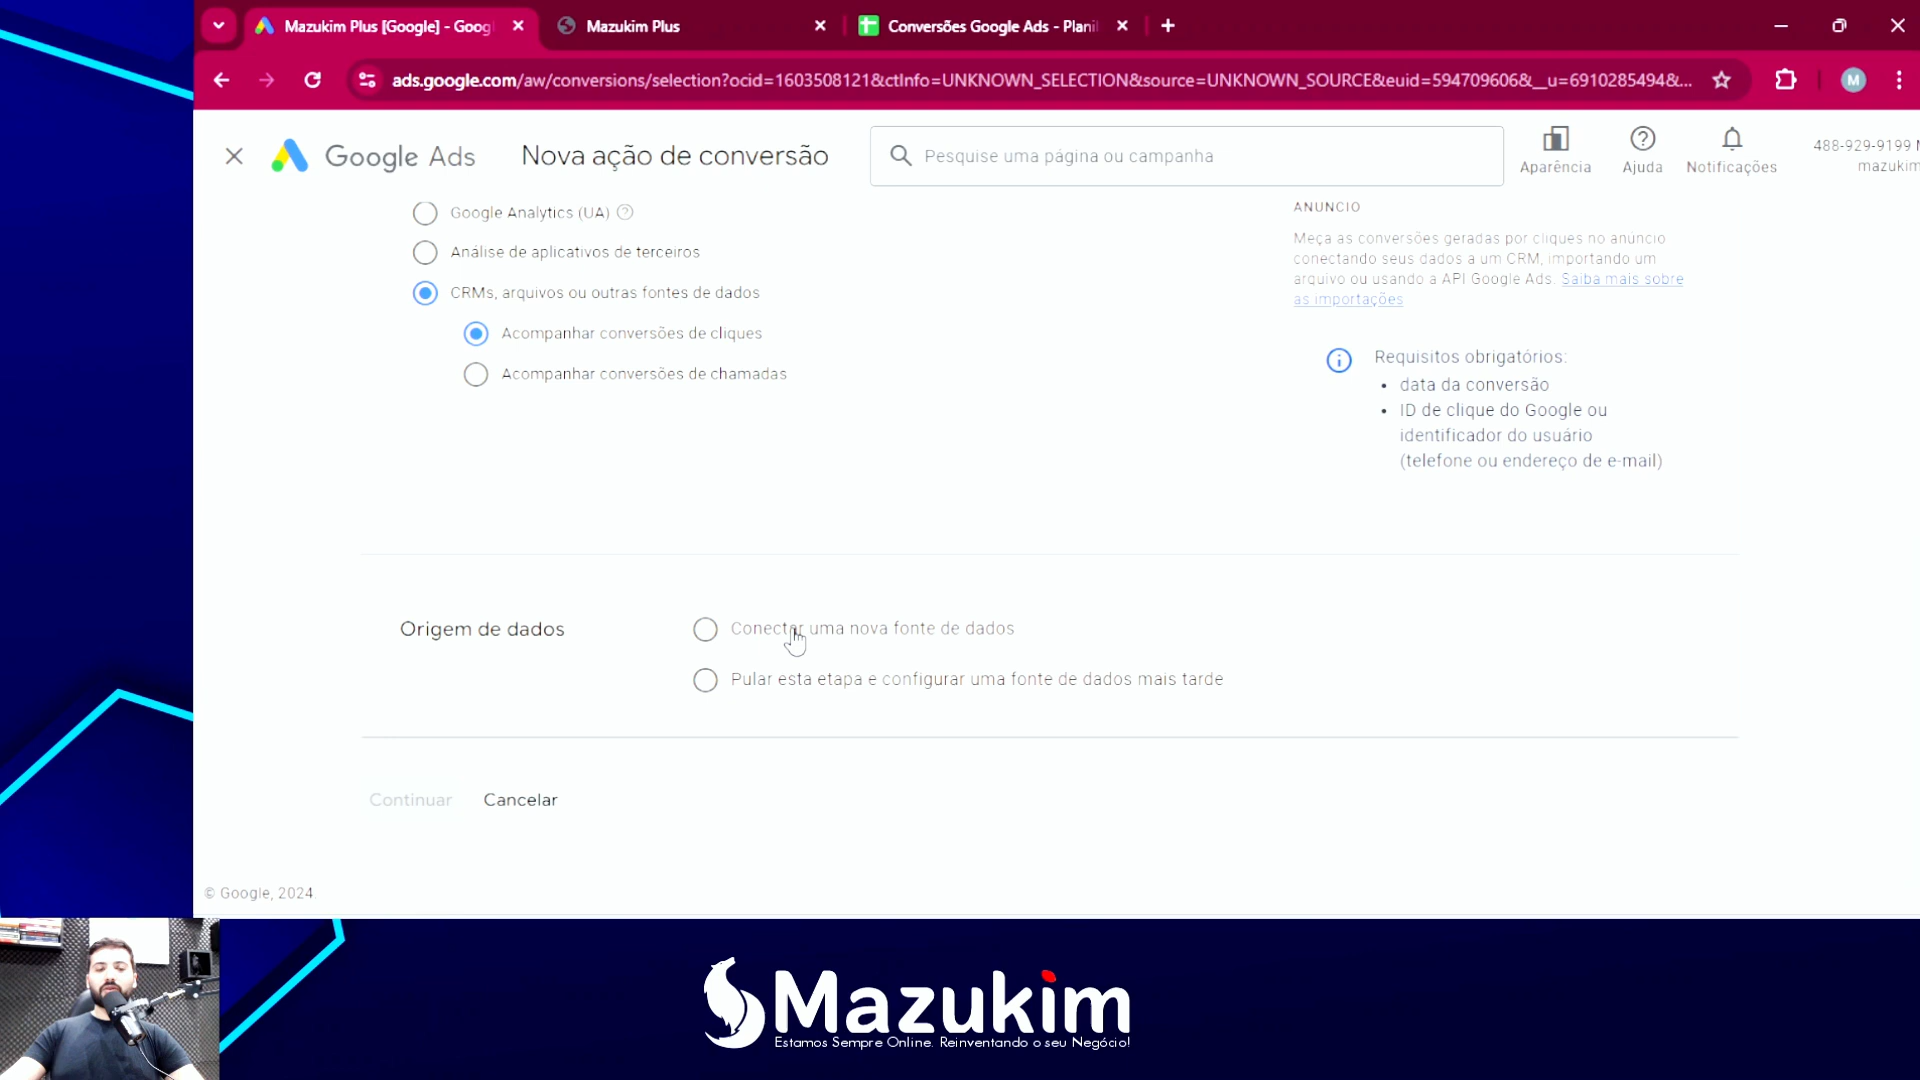 Mazukim Plus [Google] - Goog
Mazukim Plus
Conversões Google Ads - Plani
ads.google.com/aw/conversions/selection?ocid=1603508121&ctInfo=UNKNOWN_SELECTION&source=UNKNOWN_SOURCE&euid=594709606&__u=6910285494&...
M
Google Ads
Nova ação de conversão
Pesquise uma página ou campanha
Aparência
Ajuda
Notificações
488-929-9199 M
mazukim
Google Analytics (UA)
Análise de aplicativos de terceiros
CRMs, arquivos ou outras fontes de dados
Acompanhar conversões de cliques
Acompanhar conversões de chamadas
ANÚNCIO
Meça as conversões geradas por cliques no anúncio
conectando seus dados a um CRM, importando um
arquivo ou usando a API Google Ads. Saiba mais sobre
as importações
Requisitos obrigatórios:
• data da conversão
• ID de clique do Google ou
identificador do usuário
(telefone ou endereço de e-mail)
Origem de dados
Conectar uma nova fonte de dados
Pular esta etapa e configurar uma fonte de dados mais tarde
Continuar
Cancelar
© Google, 2024.
Mazukim
Estamos Sempre Online. Reinventando o seu Negócio!